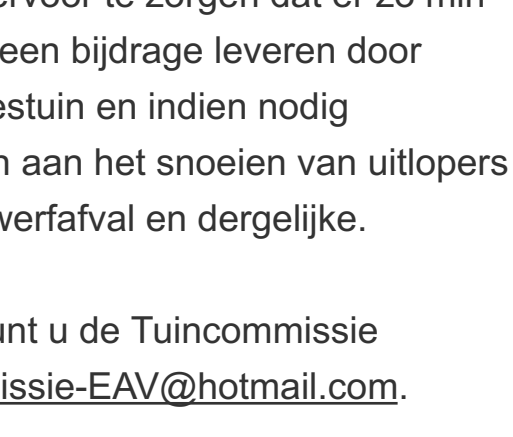 ervoor te zorgen dat er zo min
een bijdrage leveren door
estuin en indien nodig
n aan het snoeien van uitlopers
werfafval en dergelijke.
unt u de Tuincommissie
issie-EAV@hotmail.com.